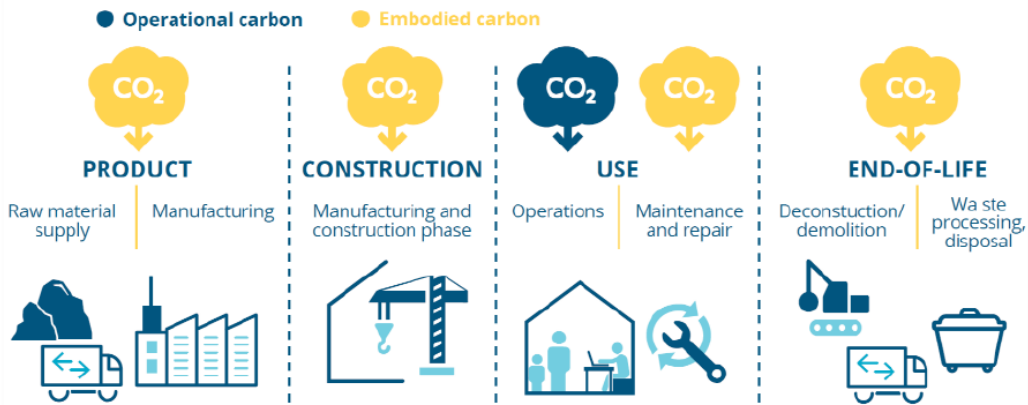 Operational carbon
Embodied carbon
CO₂
CO₂
CO₂
CO₂
CO₂
PRODUCT
Raw material
supply
Manufacturing
CONSTRUCTION
Manufacturing and
construction phase
USE
Operations
Maintenance
and repair
END-OF-LIFE
Deconstuction/
demolition
Wa ste
processing,
disposal